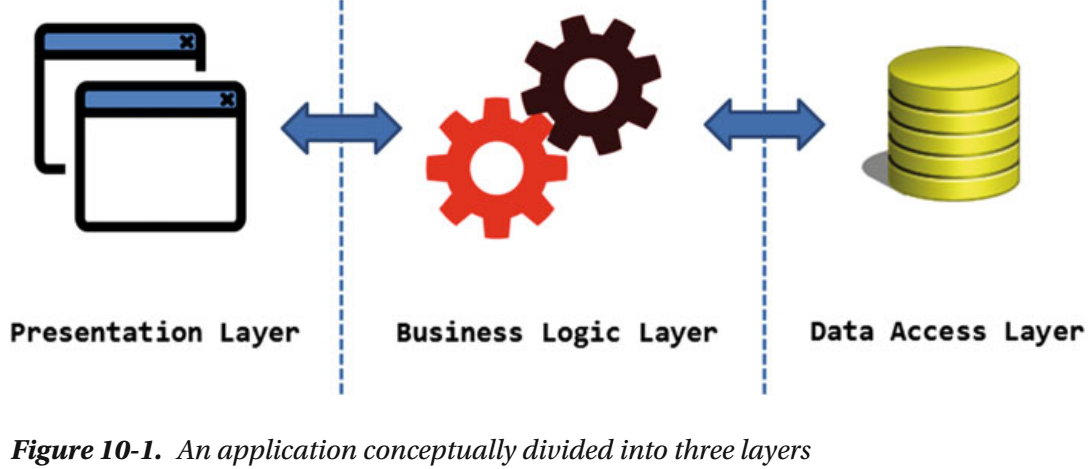 Presentation Layer
Business Logic Layer
Data Access Layer
Figure 10-1. An application conceptually divided into three layers